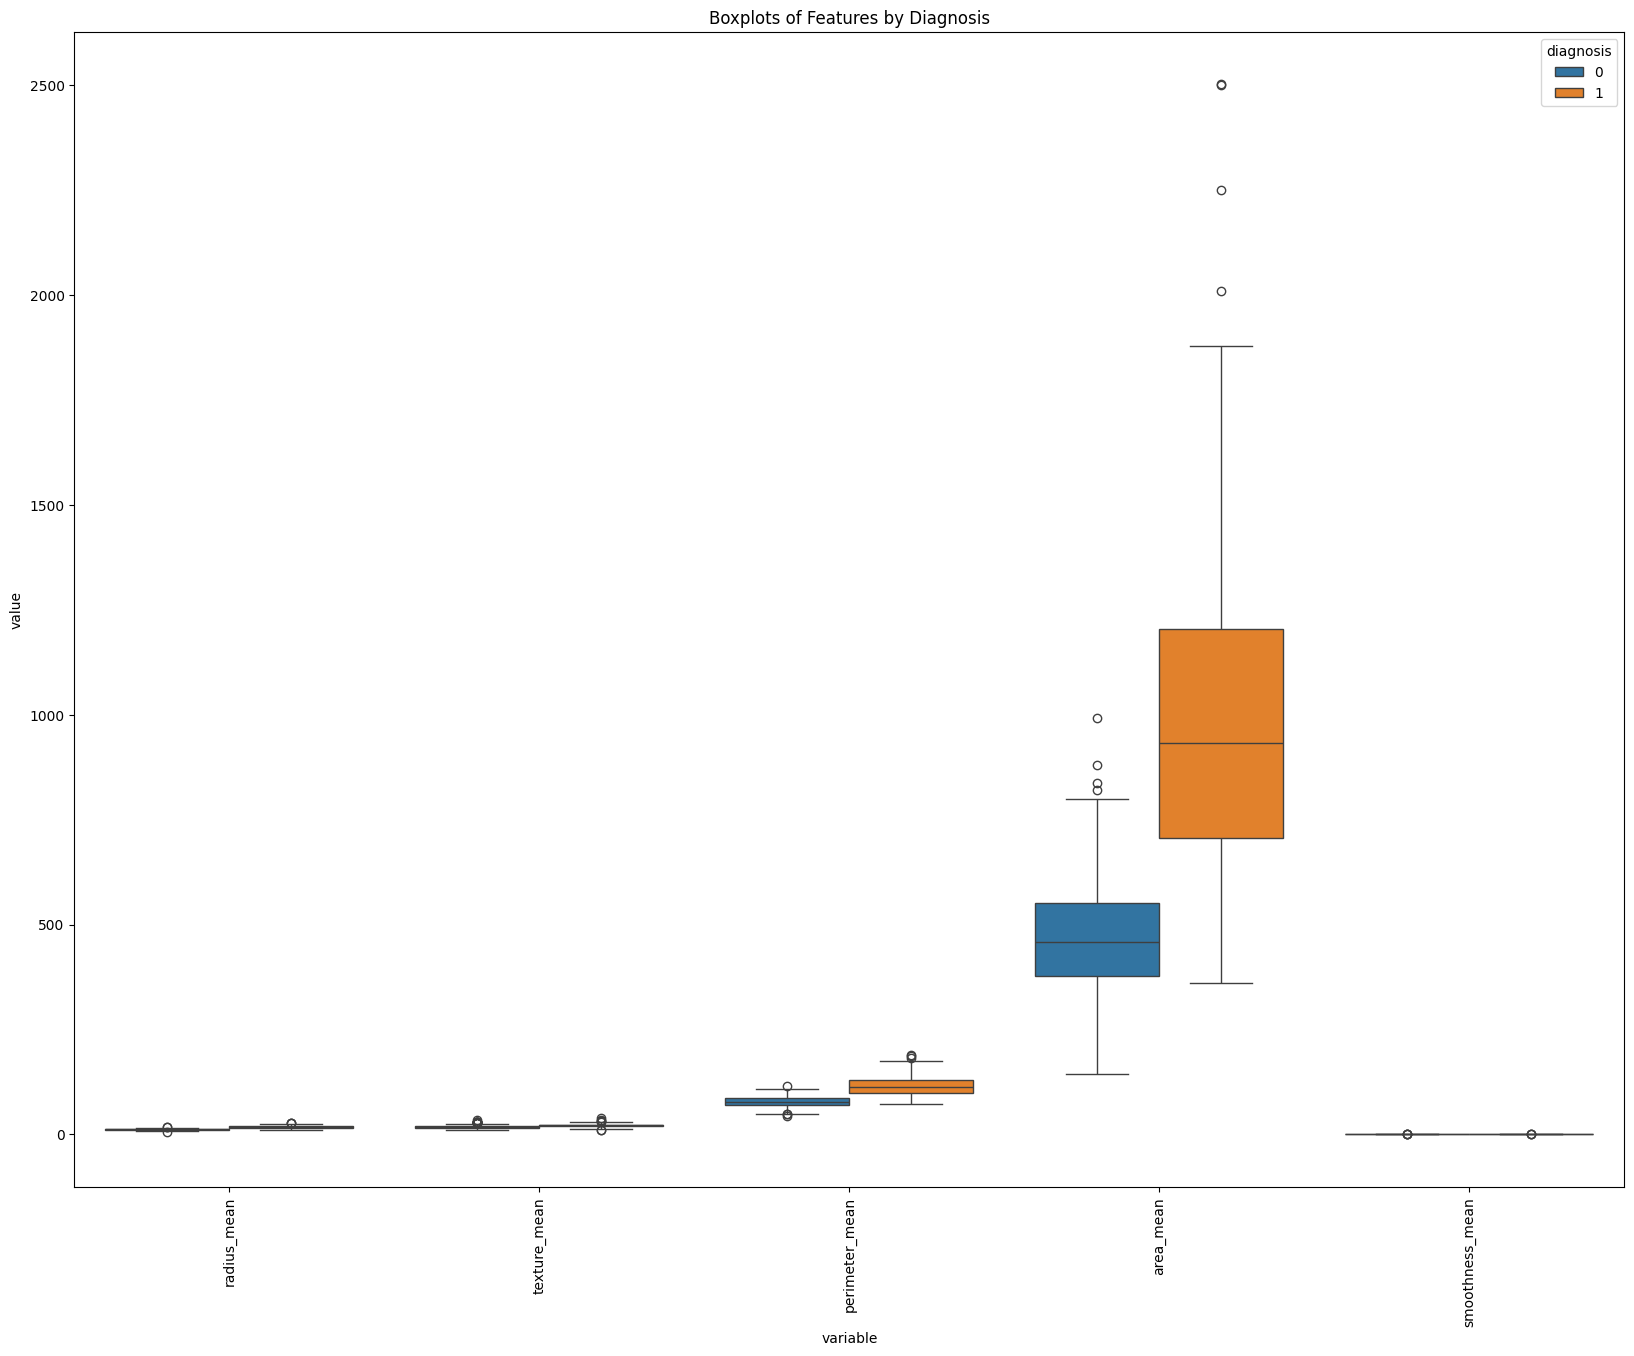 Boxplots of Features by Diagnosis
diagnosis
0
1
value
2500
2000
1500
1000
500
0
radius_mean
texture_mean
perimeter_mean
area_mean
smoothness_mean
variable